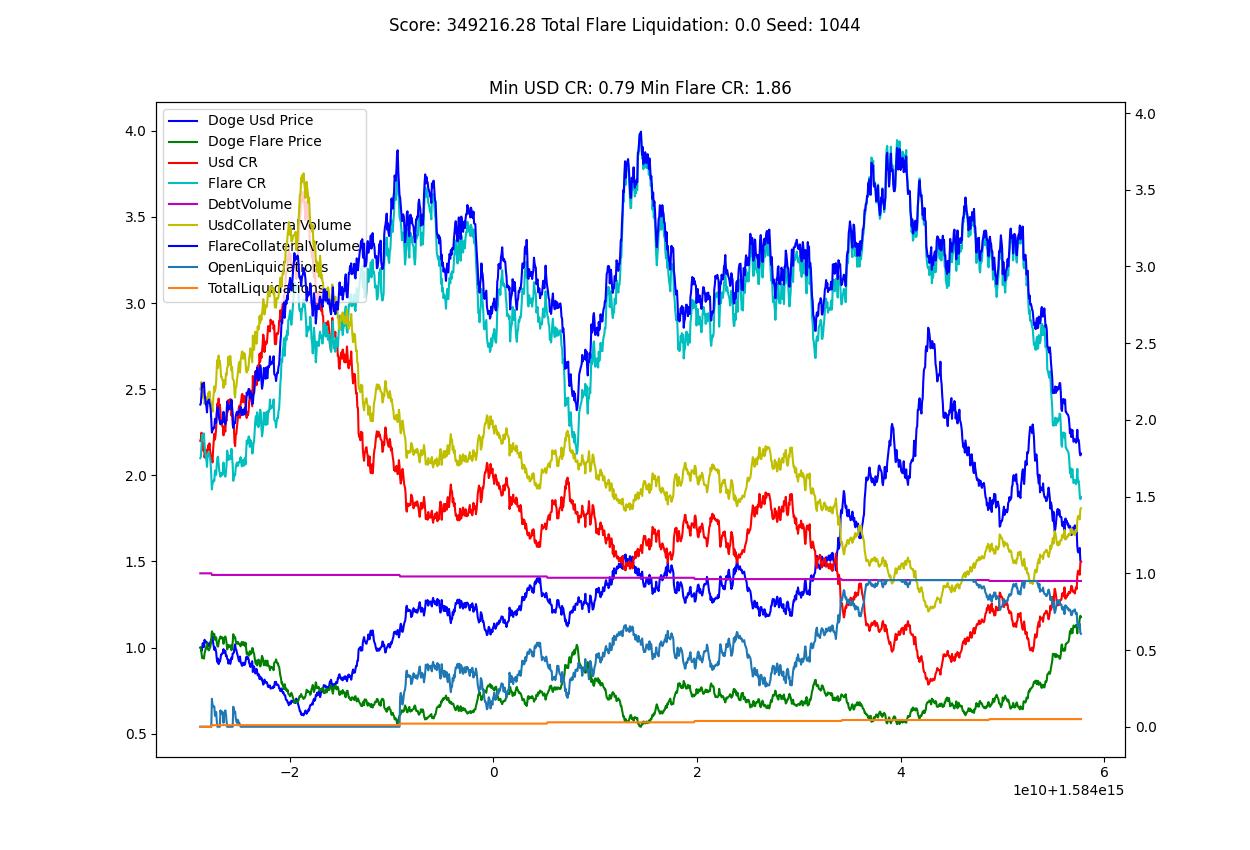 Score: 349216.28 Total Flare Liquidation: 0.0 Seed: 1044
Min USD CR: 0.79 Min Flare CR: 1.86
Doge Usd Price
Doge Flare Price
Usd CR
Flare CR
DebtVolume
UsdCollateralVolume
FlareCollateralVolume
OpenLiquidations
TotalLiquidations
4.0
3.5
3.0
2.5
2.0
1.5
1.0
0.5
4.0
3.5
3.0
2.5
2.0
1.5
1.0
0.5
0.0
−2 0 2 4 6
1e10+1.584e15